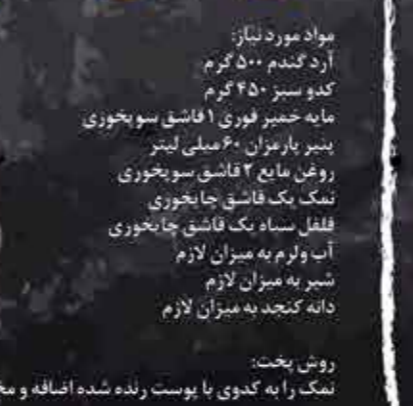 مواد مورد نیاز:
آرد گندم ۵۰۰ گرم
کدو سبز ۴۵۰ گرم
مایه خمیر فوری ۱ قاشق سوپخوری
پنیر پارمزان ۶۰ میلی لیتر
روغن مایع ۲ قاشق سوپخوری
نمک یک قاشق چایخوری
فلفل سیاه یک قاشق چایخوری
آب ولرم به میزان لازم
شیر به میزان لازم
دانه کنجد به میزان لازم
روش پخت:
نمک را به کدوی با پوست رنده شده اضافه و